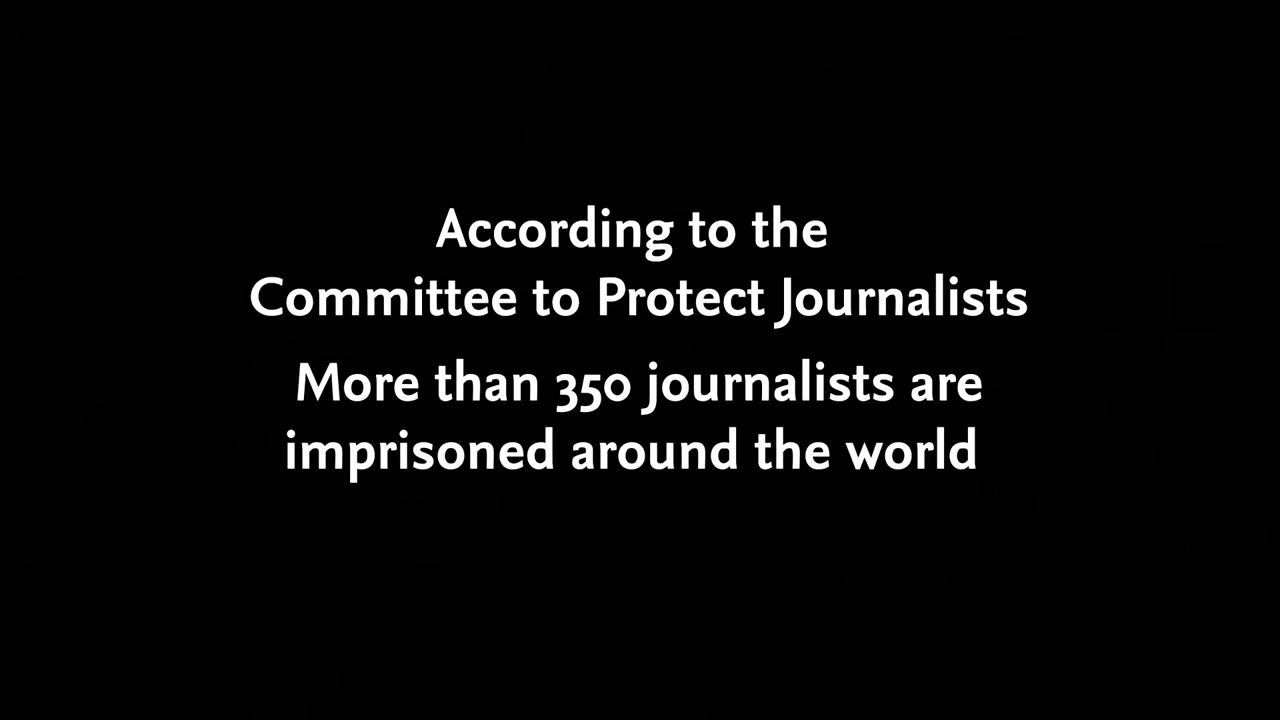 According to the
Committee to Protect Journalists
More than 350 journalists are
imprisoned around the world